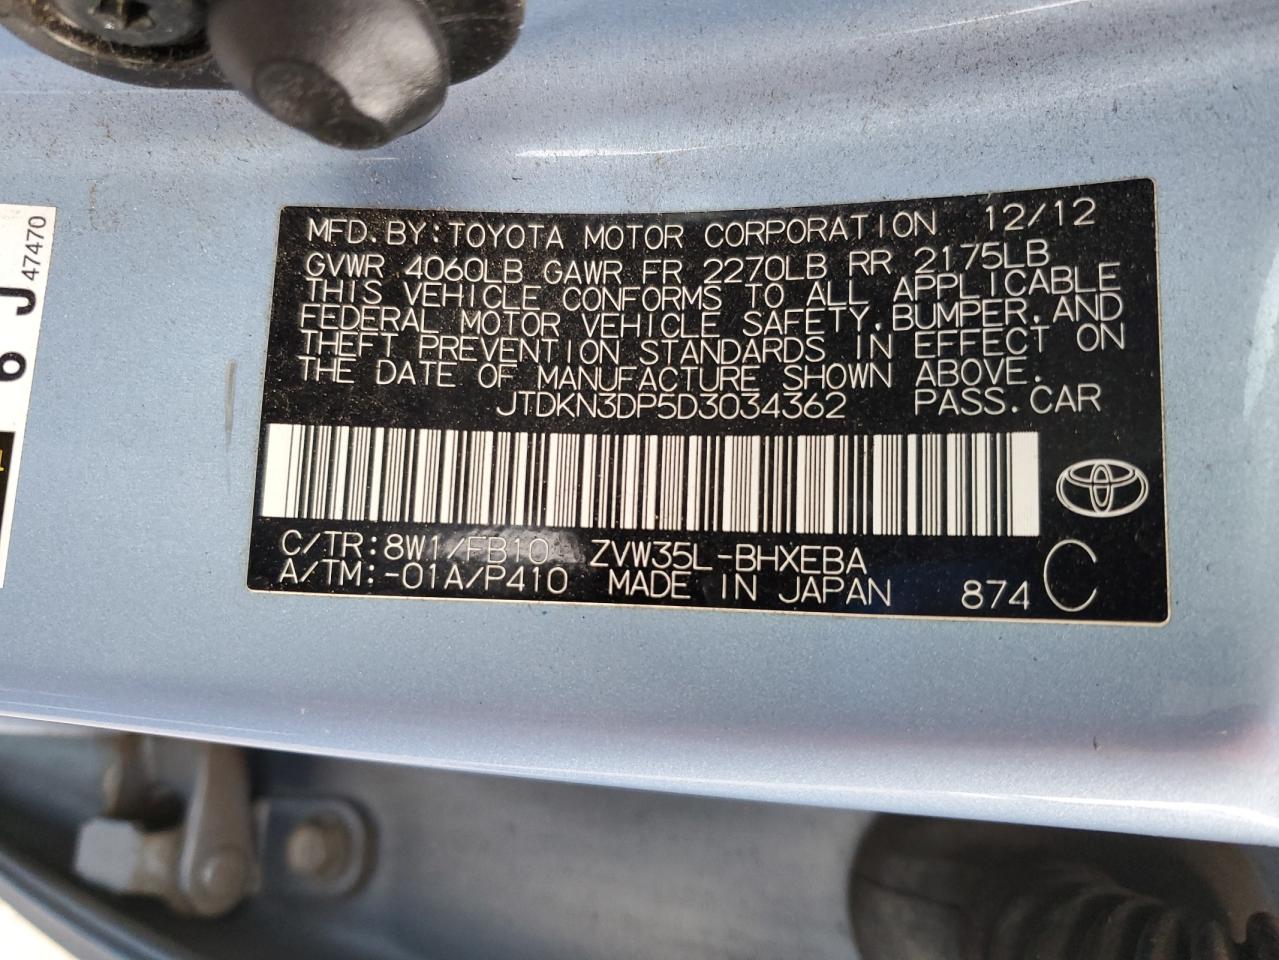 MFD.BY:TOYOTA MOTOR CORPORATION 12/12
GVWR 4060LB GAWR FR 2270LB RR 2175LB
THIS VEHICLE CONFORMS TO ALL APPLICABLE
FEDERAL MOTOR VEHICLE SAFETY,BUMPER,AND
THEFT PREVENTION STANDARDS IN EFFECT ON
THE DATE OF MANUFACTURE SHOWN ABOVE.
JTDKN3DP5D3034362 PASS.CAR
C/TR:8W1/FB10 ZVW35L-BHXEBA
A/TM:-01A/P410 MADE IN JAPAN 874 C
6 J
47470